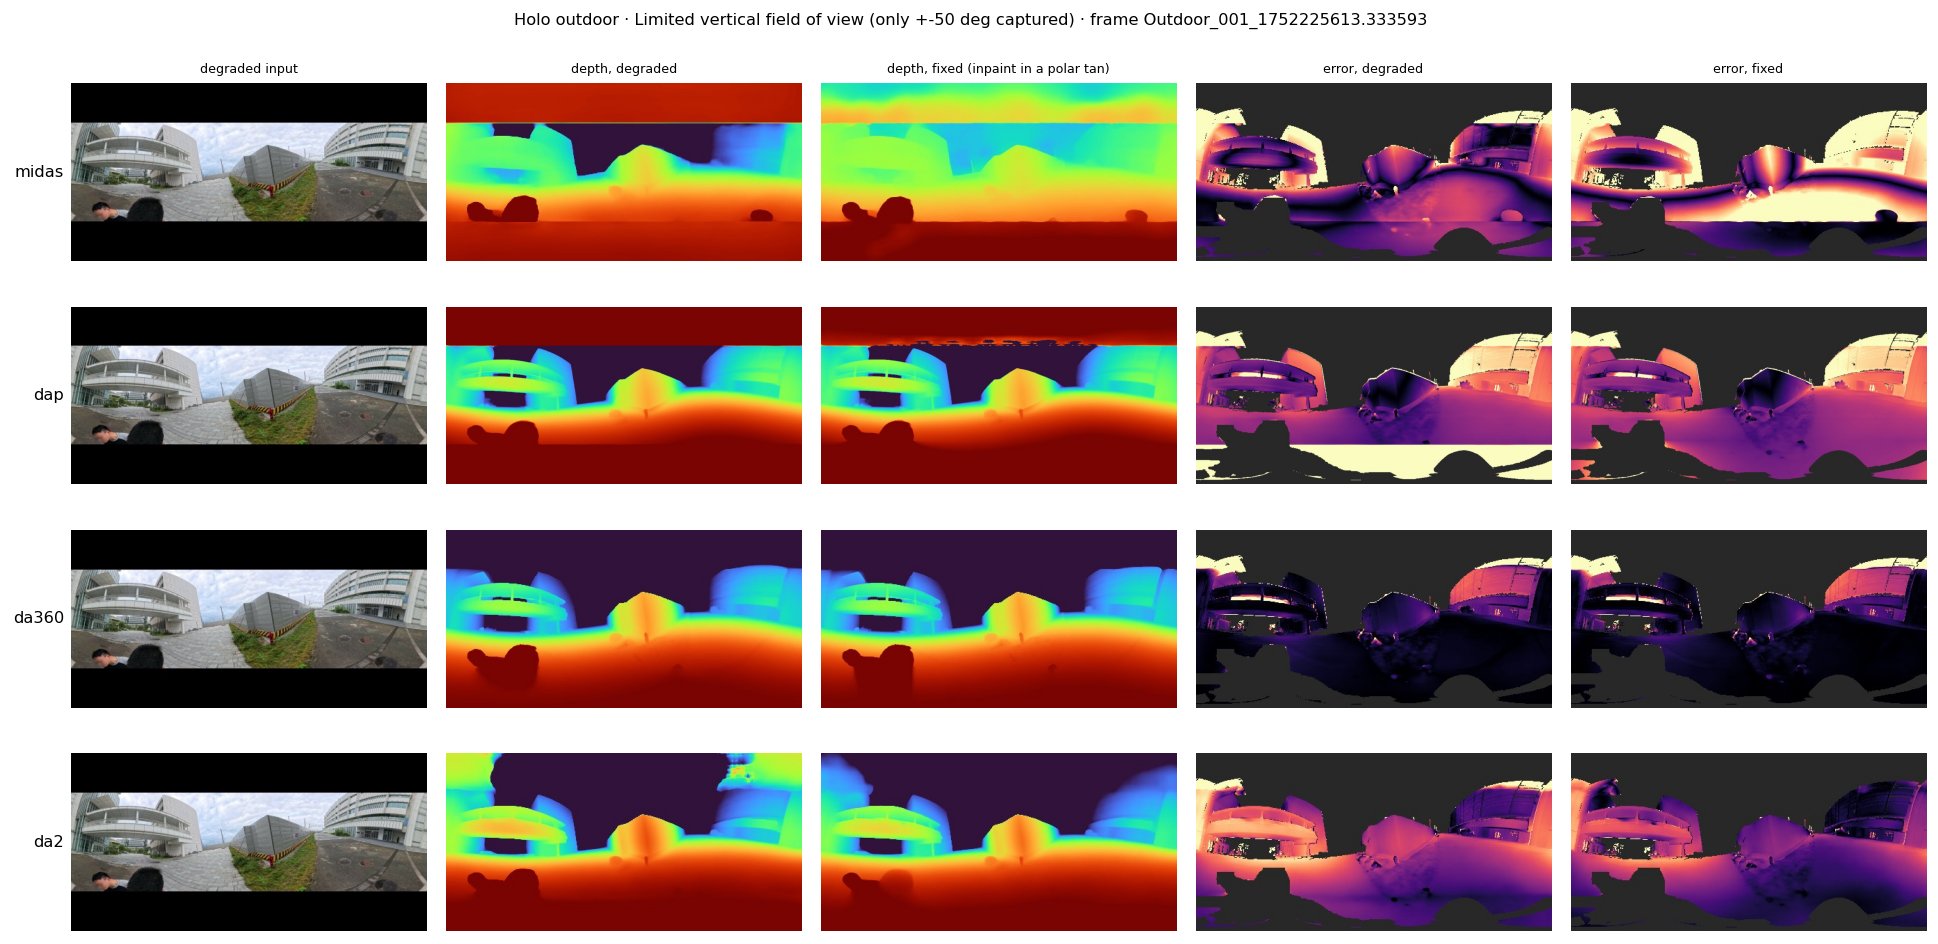 Holo outdoor · Limited vertical field of view (only +-50 deg captured) · frame Outdoor_001_1752225613.333593
degraded input
depth, degraded
depth, fixed (inpaint in a polar tan)
error, degraded
error, fixed
midas
dap
da360
da2